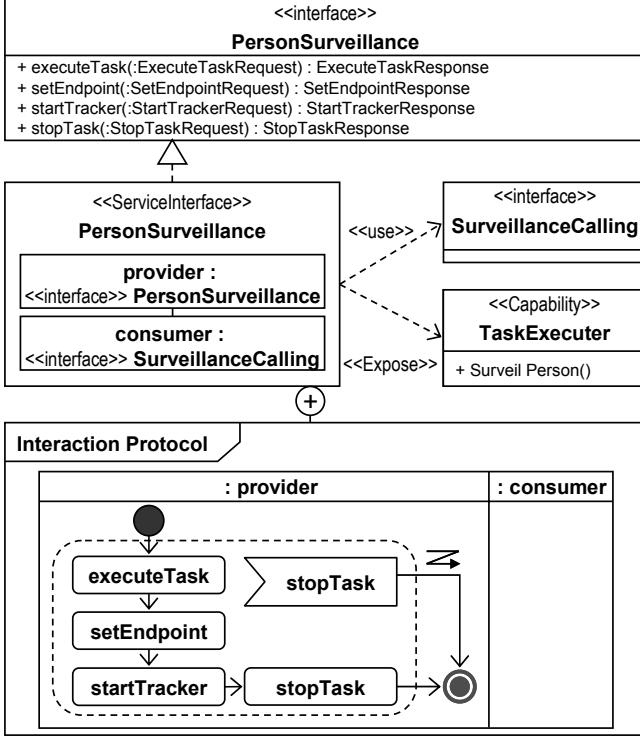 <<interface>>
PersonSurveillance
+ executeTask(:ExecuteTaskRequest) : ExecuteTaskResponse
+ setEndpoint(:SetEndpointRequest) : SetEndpointResponse
+ startTracker(:StartTrackerRequest) : StartTrackerResponse
+ stopTask(:StopTaskRequest) : StopTaskResponse
<<ServiceInterface>>
PersonSurveillance
provider :
<<interface>> PersonSurveillance
consumer :
<<interface>> SurveillanceCalling
<<use>>
<<Expose>>
<<interface>>
SurveillanceCalling
<<Capability>>
TaskExecuter
+ Surveil Person()
Interaction Protocol
: provider
: consumer
executeTask
stopTask
setEndpoint
startTracker
stopTask